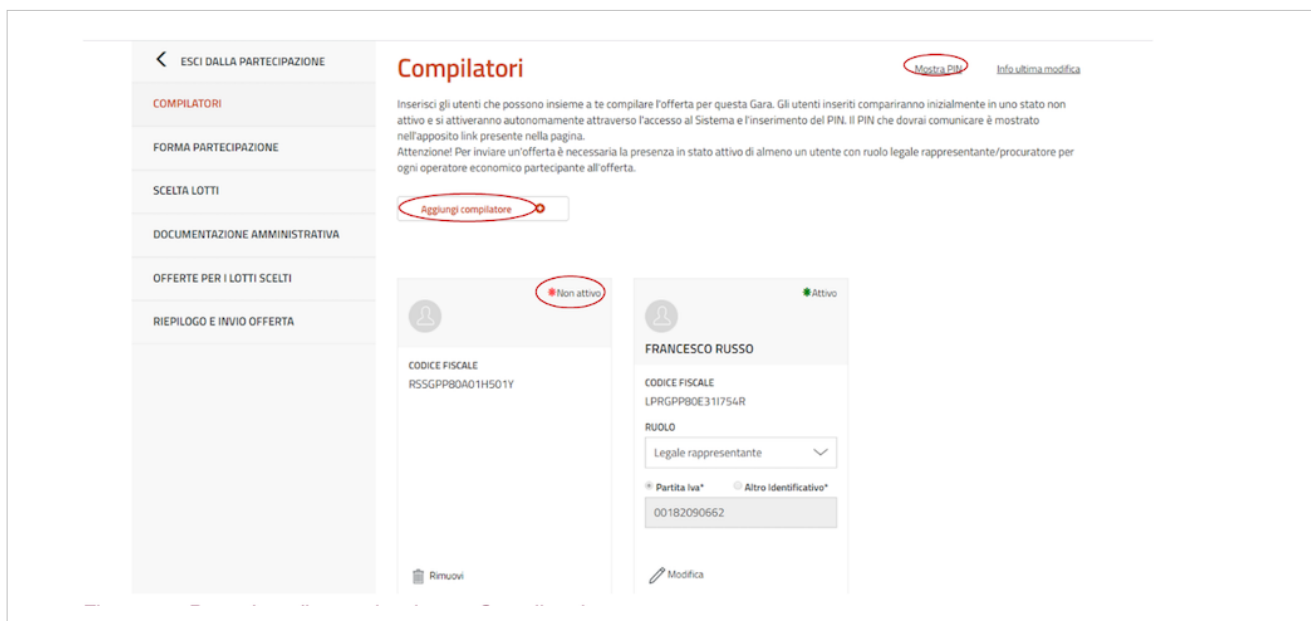 ESCI DALLA PARTECIPAZIONE
COMPILATORI
FORMA PARTECIPAZIONE
SCELTA LOTTI
DOCUMENTAZIONE AMMINISTRATIVA
OFFERTE PER I LOTTI SCELTI
RIEPILOGO E INVIO OFFERTA
Compilatori
Mostra PIN
Info ultima modifica
Inserisci gli utenti che possono insieme a te compilare l'offerta per questa Gara. Gli utenti inseriti compariranno inizialmente in uno stato non
attivo e si attiveranno autonomamente attraverso l'accesso al Sistema e l'inserimento del PIN. Il PIN che dovrai comunicare è mostrato
nell'apposito link presente nella pagina.
Attenzione! Per inviare un'offerta è necessaria la presenza in stato attivo di almeno un utente con ruolo legale rappresentante/procuratore per
ogni operatore economico partecipante all'offerta.
Aggiungi compilatore
Non attivo
CODICE FISCALE
RSSGPP80A01H501Y
Rimuovi
Attivo
FRANCESCO RUSSO
CODICE FISCALE
LPRGPP80E31I754R
RUOLO
Legale rappresentante
Partita Iva* Altro Identificativo*
00182090662
Modifica